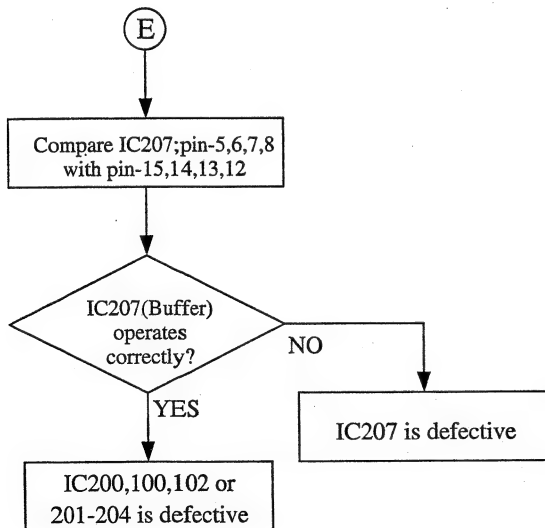 E
Compare IC207;pin-5,6,7,8
with pin-15,14,13,12
IC207(Buffer)
operates
correctly?
NO
YES
IC207 is defective
IC200,100,102 or
201-204 is defective